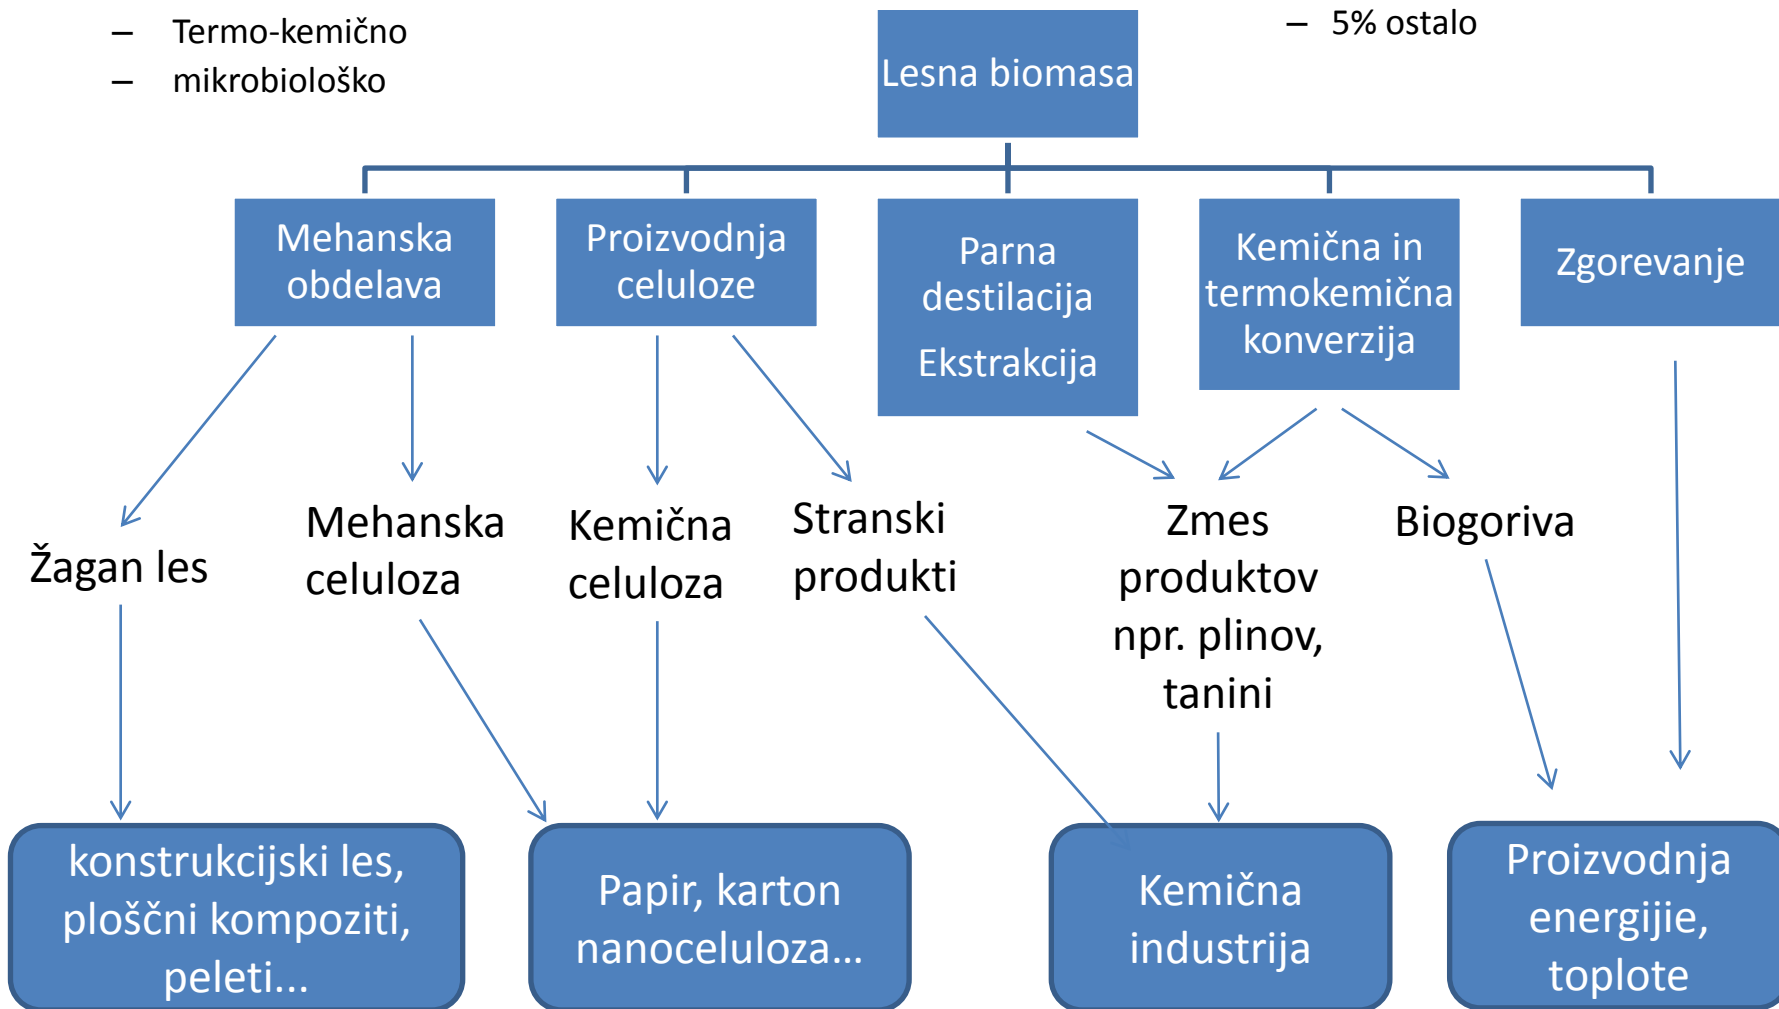 – Termo-kemično
– mikrobiološko
– 5% ostalo
Lesna biomasa
Mehanska
obdelava
Proizvodnja
celuloze
Parna
destilacija
Ekstrakcija
Kemična in
termokemična
konverzija
Zgorevanje
Žagan les
Mehanska
celuloza
Kemična
celuloza
Stranski
produkti
Zmes
produktov
npr. plinov,
tanini
Biogoriva
konstrukcijski les,
ploščni kompoziti,
peleti...
Papir, karton
nanoceluloza…
Kemična
industrija
Proizvodnja
energijie,
toplote